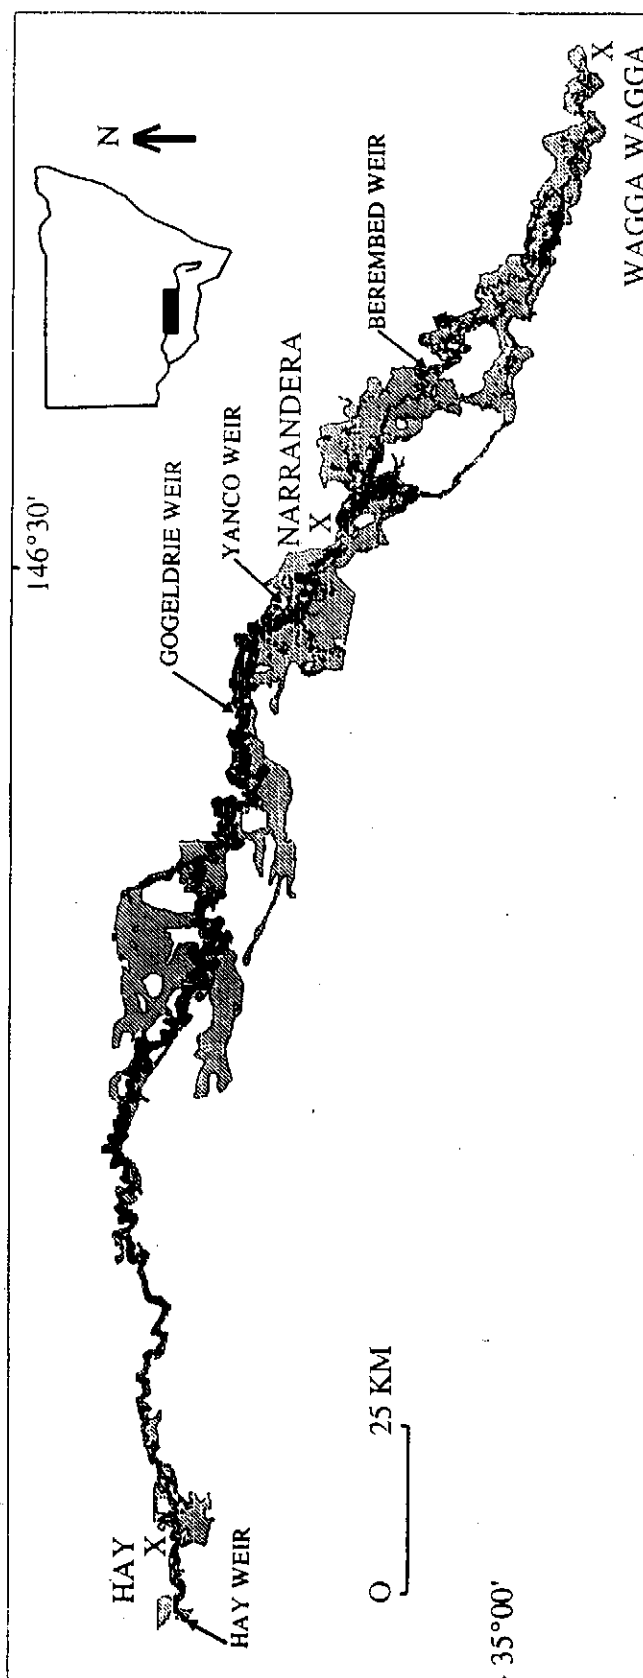 146°30'
N
HAY
X
HAY WEIR
GOGELDRIE WEIR
YANCO WEIR
NARRANDERA
X
BEREMBED WEIR
X
WAGGA WAGGA
O 25 KM
35°00'